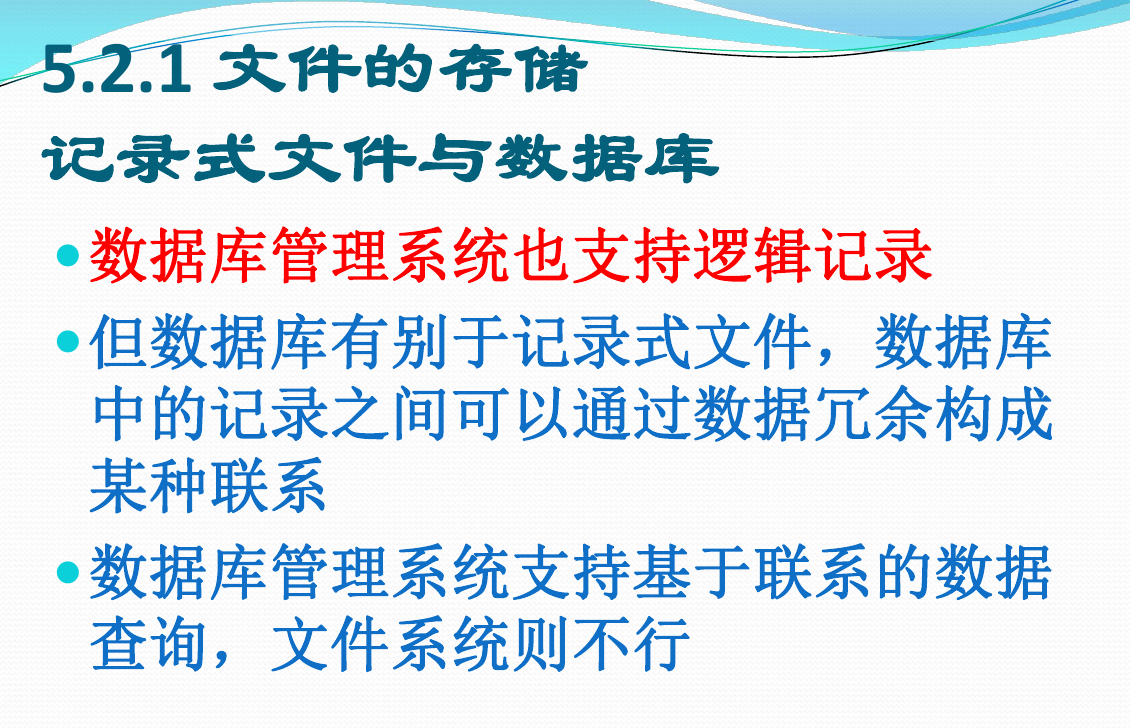 5.2.1 文件的存储
记录式文件与数据库
•数据库管理系统也支持逻辑记录
•但数据库有别于记录式文件，数据库
中的记录之间可以通过数据冗余构成
某种联系
•数据库管理系统支持基于联系的数据
查询，文件系统则不行